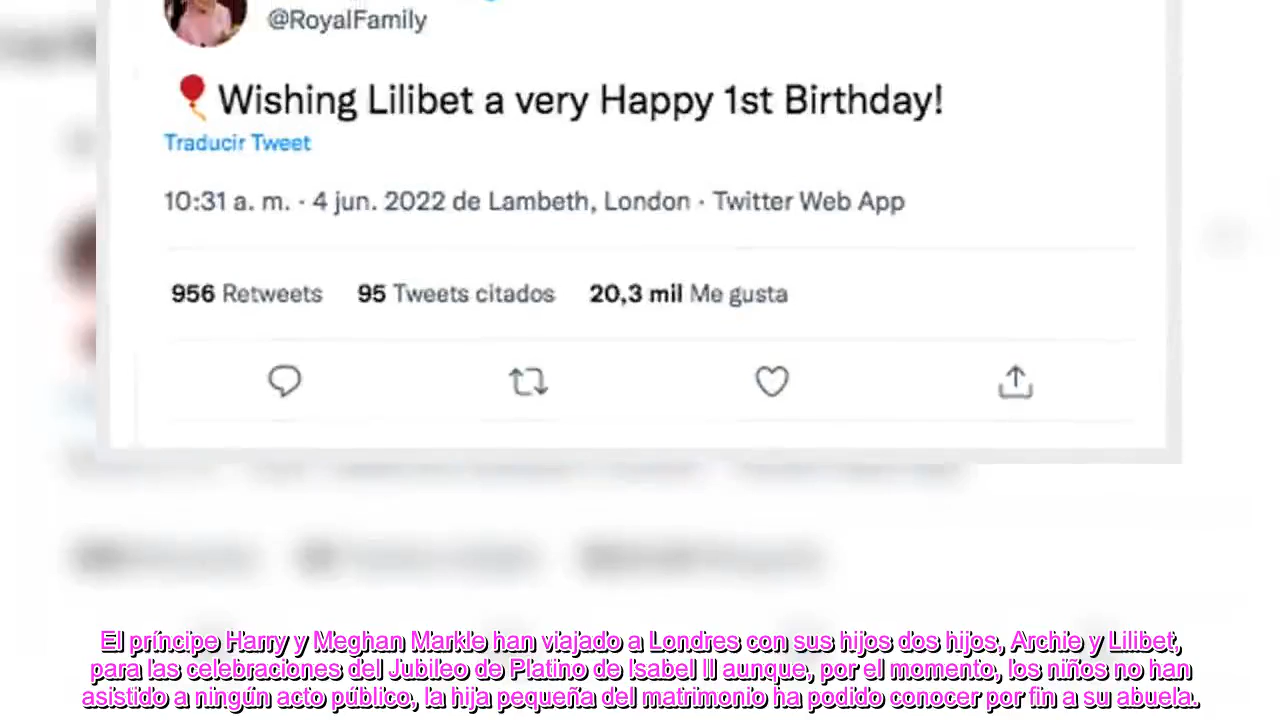 @RoyalFamily
🎈Wishing Lilibet a very Happy 1st Birthday!
Traducir Tweet
10:31 a. m. · 4 jun. 2022 de Lambeth, London · Twitter Web App
956 Retweets 95 Tweets citados 20,3 mil Me gusta
El príncipe Harry y Meghan Markle han viajado a Londres con sus hijos dos hijos, Archie y Lilibet,
para las celebraciones del Jubileo de Platino de Isabel II aunque, por el momento, los niños no han
asistido a ningún acto público, la hija pequeña del matrimonio ha podido conocer por fin a su abuela.